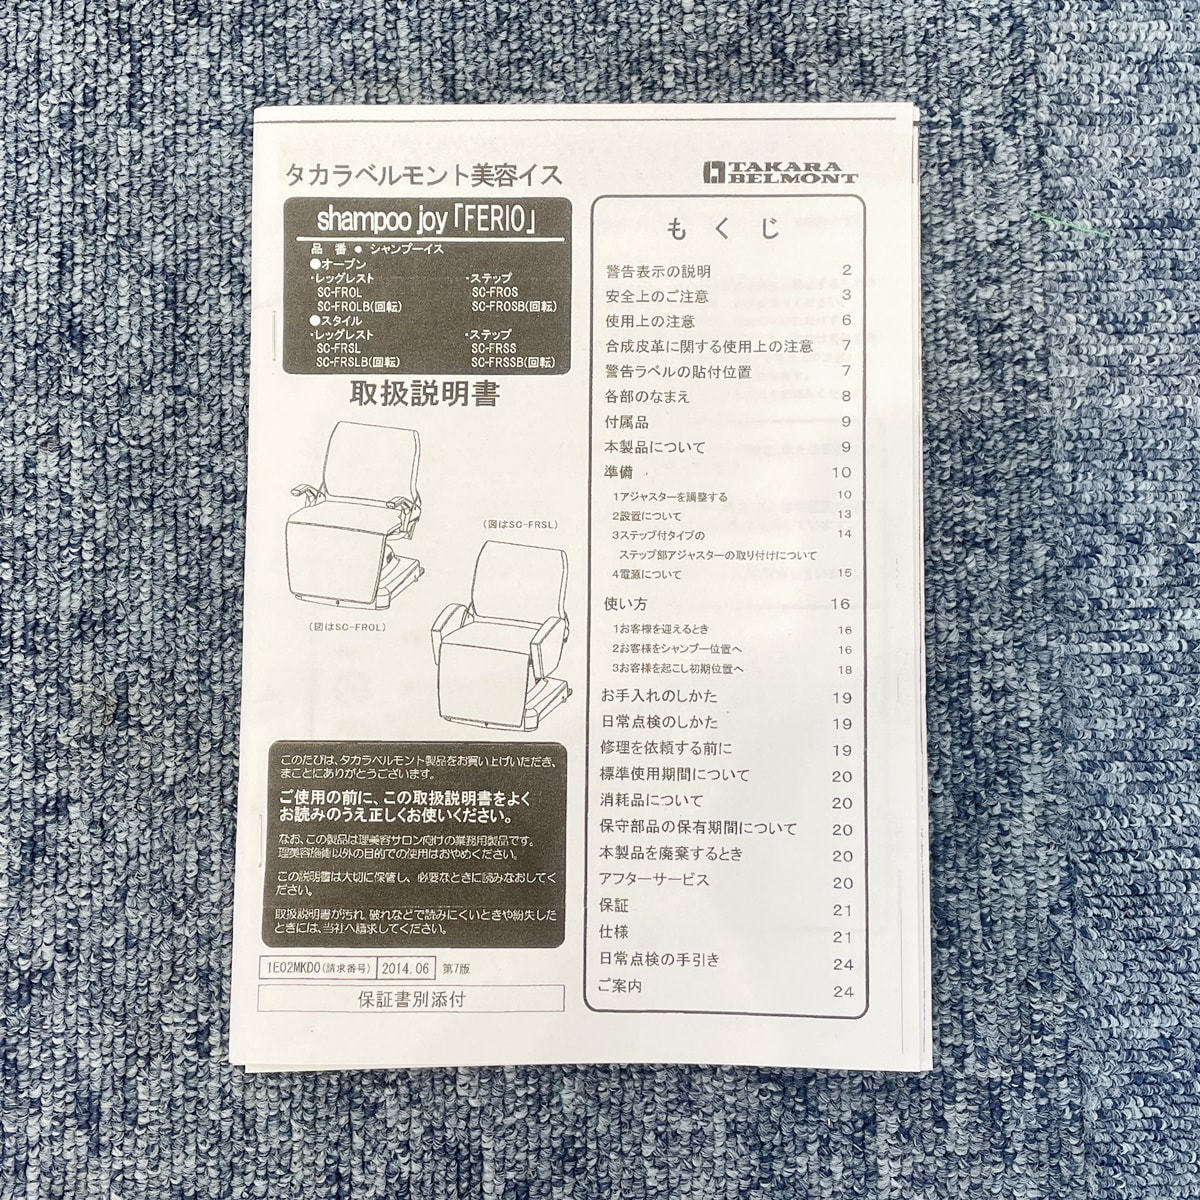 タカラベルモント美容イス
TAKARA
BELMONT
shampoo joy「FERIO」
品番 ● シャンプーイス
●オープン
・レッグレスト ・ステップ
SC-FROL SC-FROS
SC-FROLB(回転) SC-FROSB(回転)
●スタイル
・レッグレスト ・ステップ
SC-FRSL SC-FRSS
SC-FRSLB(回転) SC-FRSSB(回転)
取扱説明書
(図はSC-FRSL)
(図はSC-FROL)
このたびは、タカラベルモント製品をお買い上げいただき、
まことにありがとうございます。
ご使用の前に、この取扱説明書をよく
お読みのうえ正しくお使いください。
なお、この製品は理美容サロン向けの業務用製品です。
理美容施術以外の目的での使用はおやめください。
この説明書は大切に保管し、必要なときに読みなおしてく
ださい。
取扱説明書が汚れ、破れなどで読みにくいときや紛失した
ときには、当社へ請求してください。
1E02MKD0(請求番号) 2014.06 第7版
保証書別添付
もくじ
警告表示の説明 2
安全上のご注意 3
使用上の注意 6
合成皮革に関する使用上の注意 7
警告ラベルの貼付位置 7
各部のなまえ 8
付属品 9
本製品について 9
準備 10
1アジャスターを調整する 10
2設置について 13
3ステップ付タイプの 14
ステップ部アジャスターの取り付けについて
4電源について 15
使い方 16
1お客様を迎えるとき 16
2お客様をシャンプー位置へ 16
3お客様を起こし初期位置へ 18
お手入れのしかた 19
日常点検のしかた 19
修理を依頼する前に 19
標準使用期間について 20
消耗品について 20
保守部品の保有期間について 20
本製品を廃棄するとき 20
アフターサービス 20
保証 21
仕様 21
日常点検の手引き 24
ご案内 24